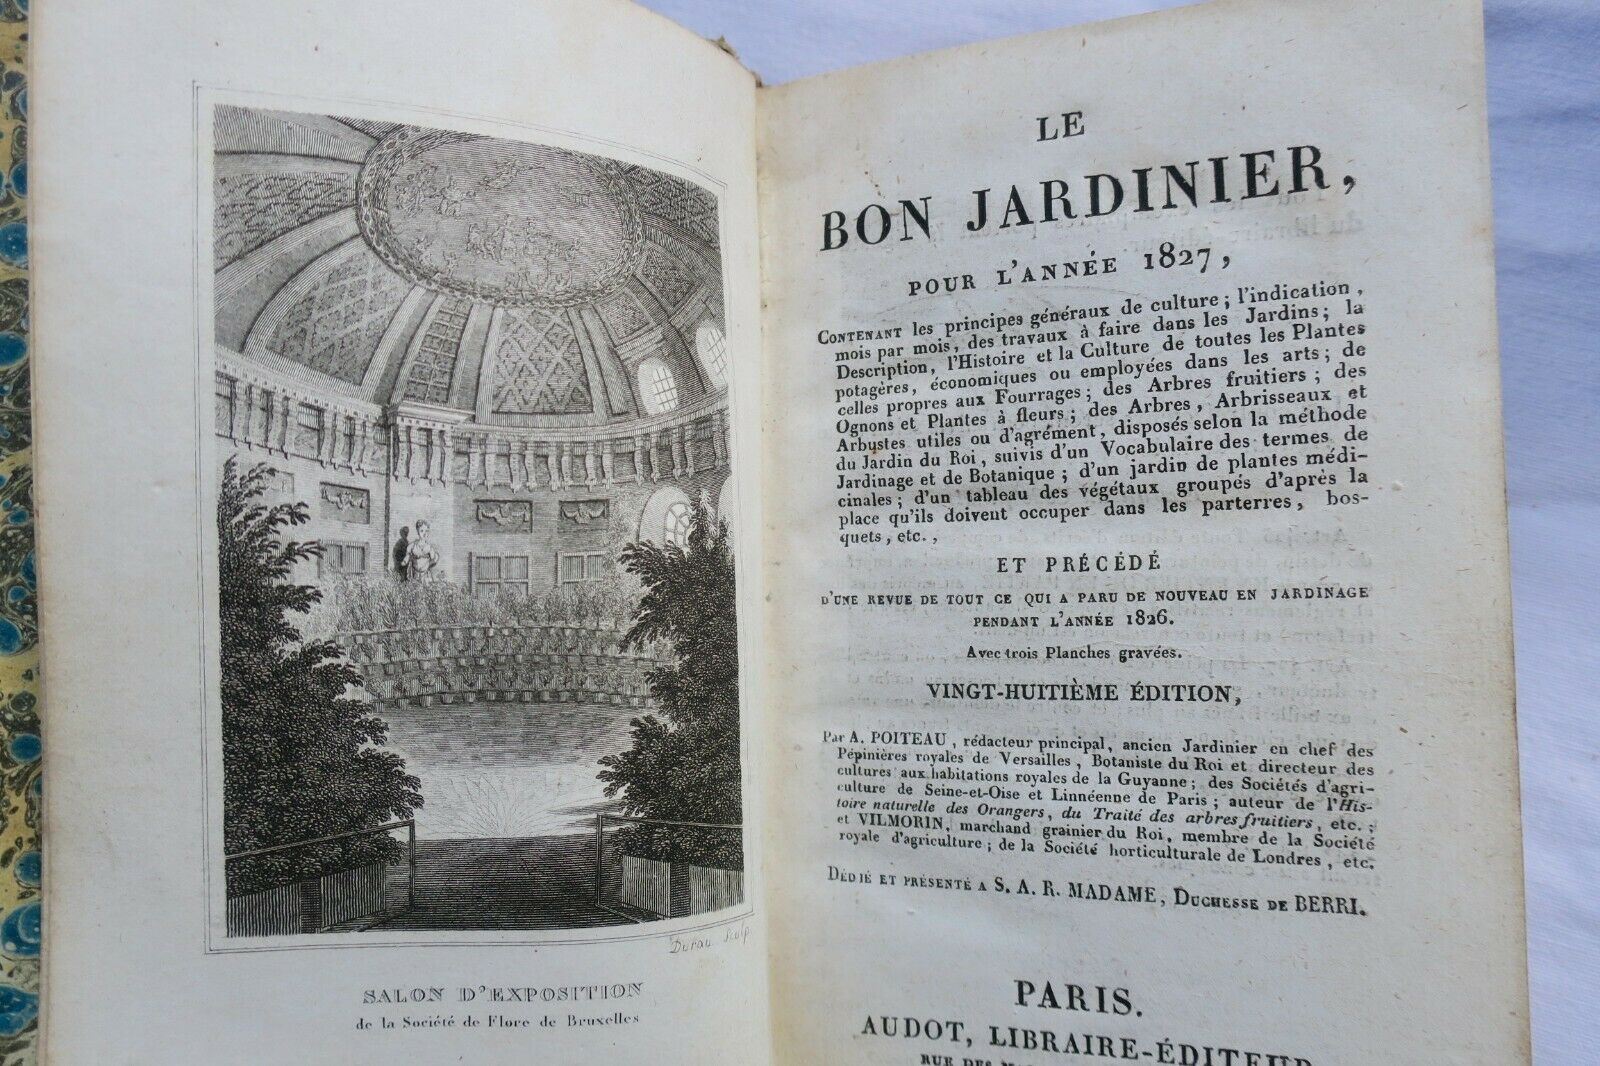 Durau Sculp
SALON D'EXPOSITION
de la Société de Flore de Bruxelles
LE
BON JARDINIER,
POUR L'ANNÉE 1827,
CONTENANT les principes généraux de culture; l'indication,
mois par mois, des travaux à faire dans les Jardins; la
Description, l'Histoire et la Culture de toutes les Plantes
potagères, économiques ou employées dans les arts; de
celles propres aux Fourrages; des Arbres fruitiers; des
Ognons et Plantes à fleurs; des Arbres, Arbrisseaux et
Arbustes utiles ou d'agrément, disposés selon la méthode
du Jardin du Roi, suivis d'un Vocabulaire des termes de
Jardinage et de Botanique; d'un jardin de plantes médi-
cinales; d'un tableau des végétaux groupés d'après la
place qu'ils doivent occuper dans les parterres, bos-
quets, etc.,
ET PRÉCÉDÉ
D'UNE REVUE DE TOUT CE QUI A PARU DE NOUVEAU EN JARDINAGE
PENDANT L'ANNÉE 1826.
Avec trois Planches gravées.
VINGT-HUITIÈME ÉDITION,
Par A. POITEAU, rédacteur principal, ancien Jardinier en chef des
Pépinières royales de Versailles, Botaniste du Roi et directeur des
cultures aux habitations royales de la Guyanne; des Sociétés d'agri-
culture de Seine-et-Oise et Linnéenne de Paris; auteur de l'His-
toire naturelle des Orangers, du Traité des arbres fruitiers, etc.;
et VILMORIN, marchand grainier du Roi, membre de la Société
royale d'agriculture; de la Société horticulturale de Londres, etc.
DÉDIÉ ET PRÉSENTÉ A S. A. R. MADAME, DUCHESSE DE BERRI.
PARIS.
AUDOT, LIBRAIRE-ÉDITEUR
RUE DES